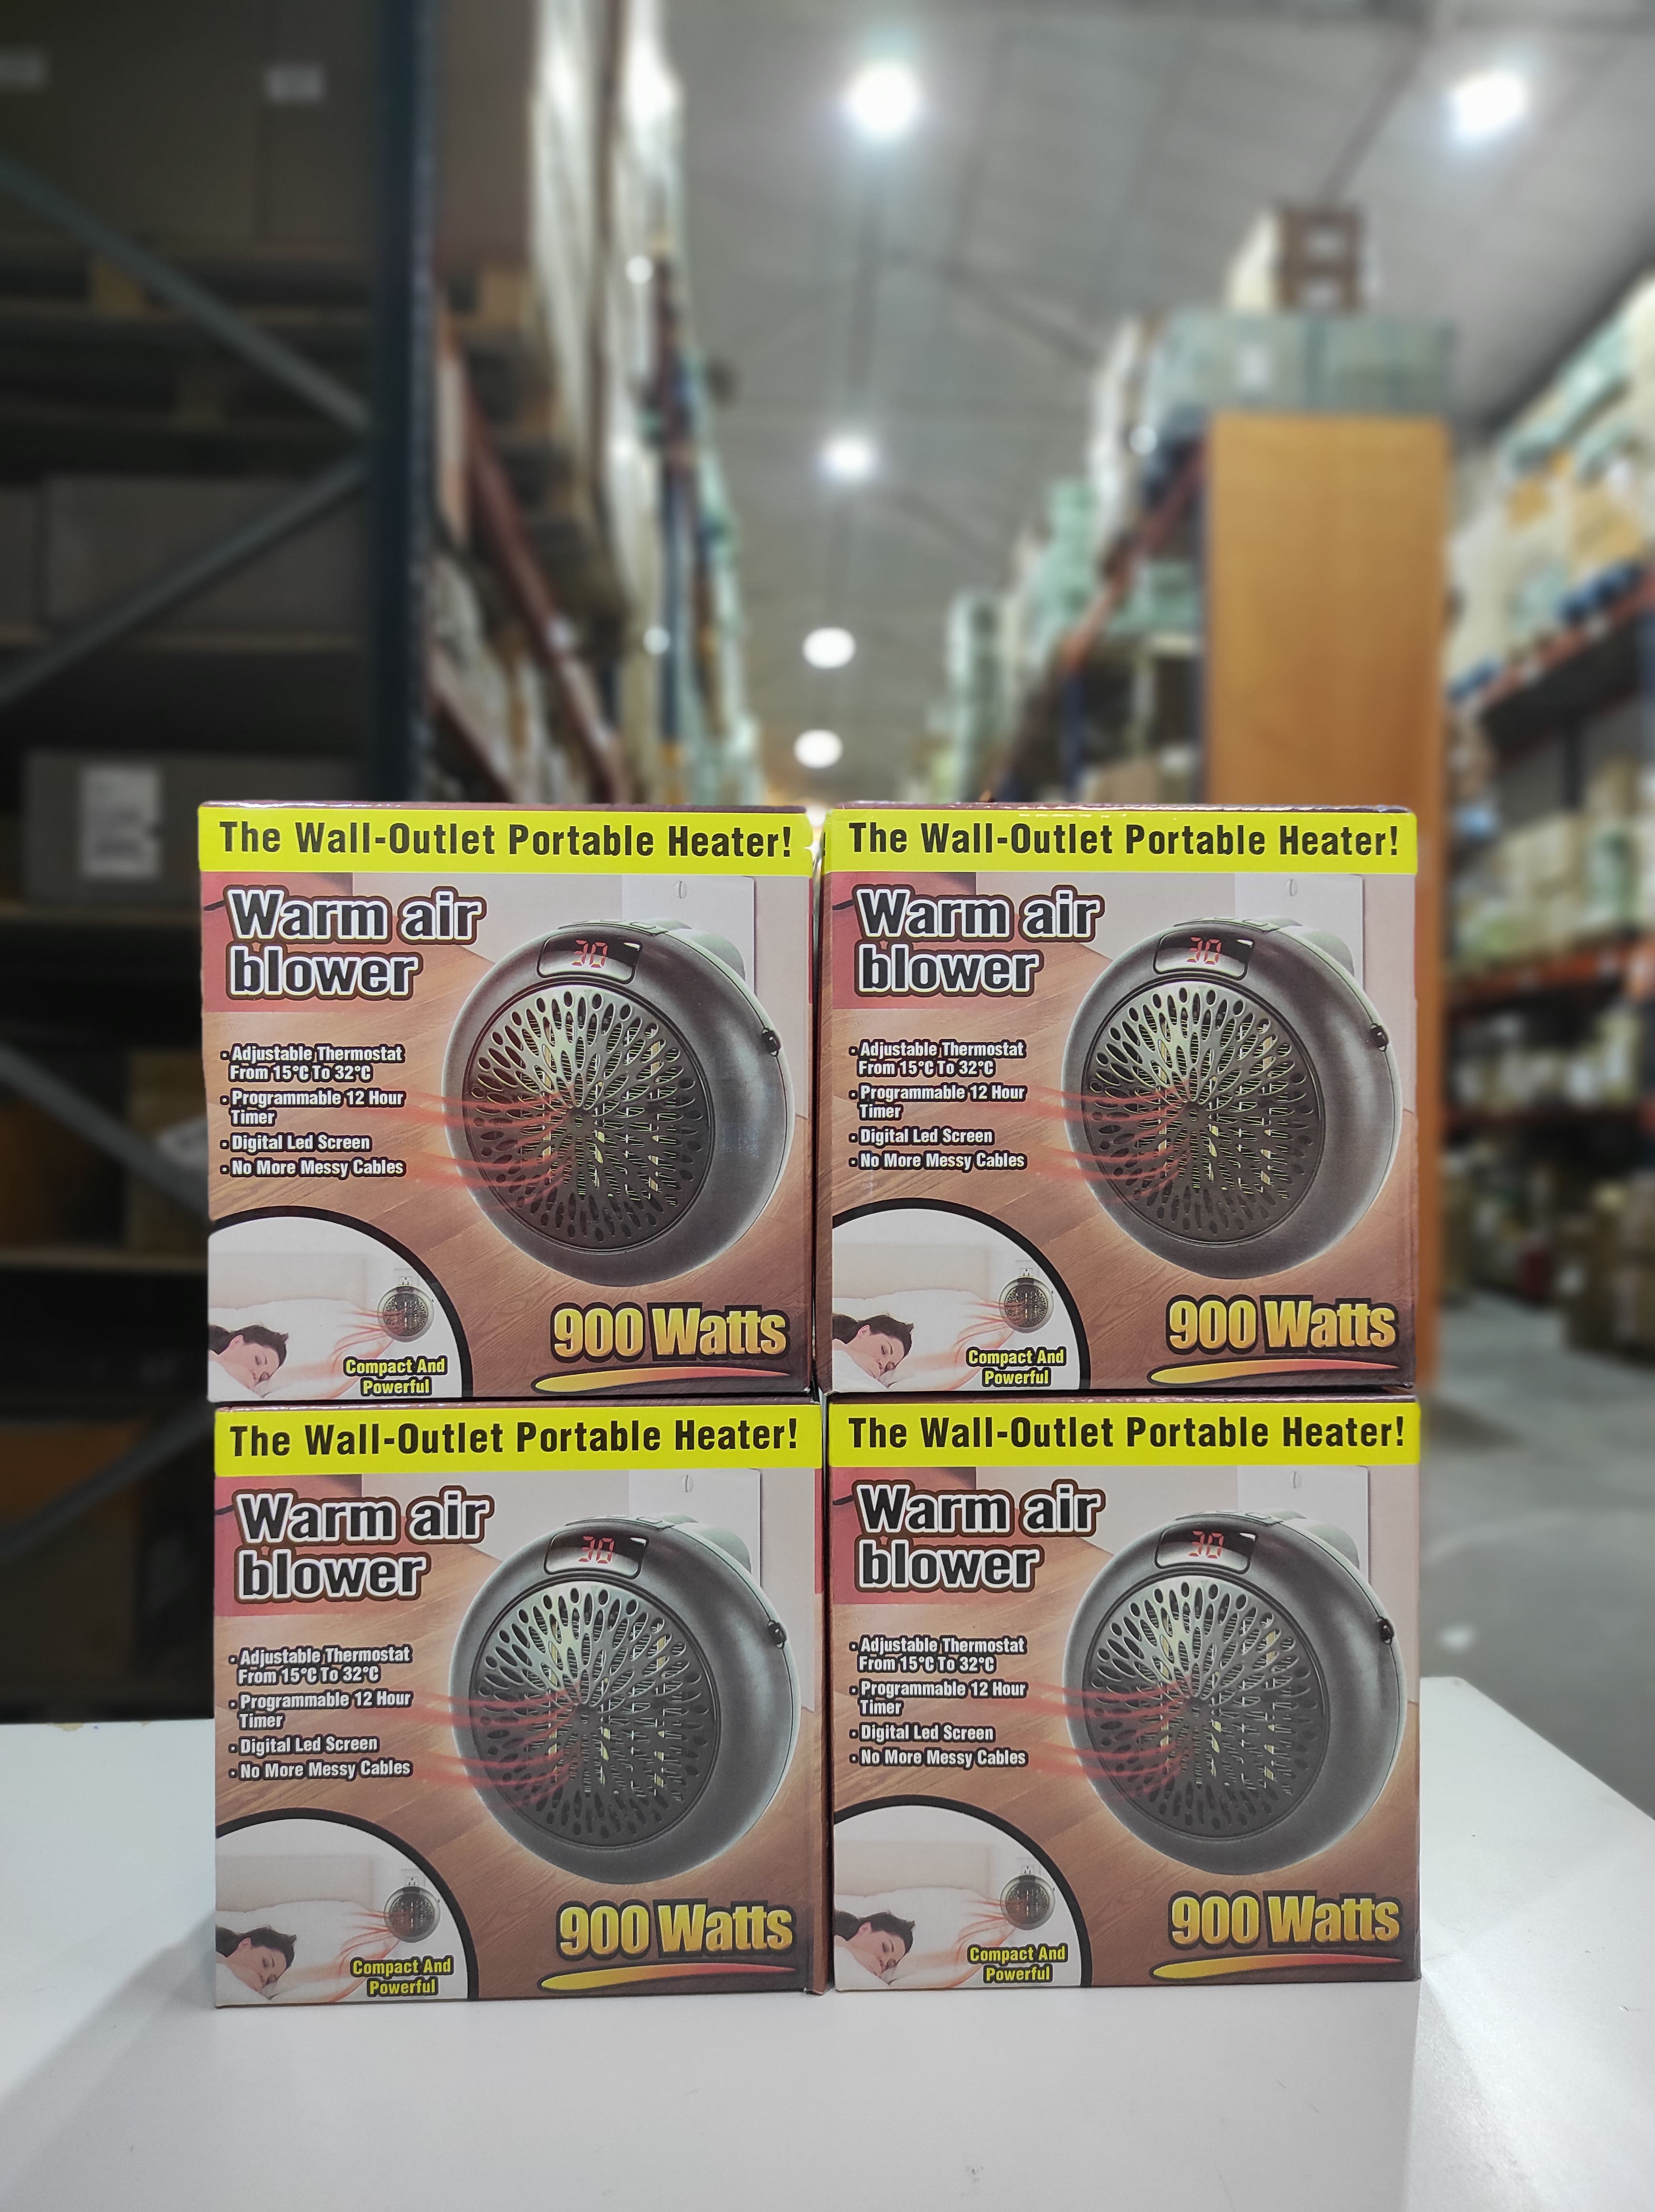 The Wall-Outlet Portable Heater!
Warm air
blower
30
• Adjustable Thermostat
From 15°C To 32°C
• Programmable 12 Hour
Timer
• Digital Led Screen
• No More Messy Cables
Compact And
Powerful
900 Watts
The Wall-Outlet Portable Heater!
Warm air
blower
30
• Adjustable Thermostat
From 15°C To 32°C
• Programmable 12 Hour
Timer
• Digital Led Screen
• No More Messy Cables
Compact And
Powerful
900 Watts
The Wall-Outlet Portable Heater!
Warm air
blower
30
• Adjustable Thermostat
From 15°C To 32°C
• Programmable 12 Hour
Timer
• Digital Led Screen
• No More Messy Cables
Compact And
Powerful
900 Watts
The Wall-Outlet Portable Heater!
Warm air
blower
30
• Adjustable Thermostat
From 15°C To 32°C
• Programmable 12 Hour
Timer
• Digital Led Screen
• No More Messy Cables
Compact And
Powerful
900 Watts